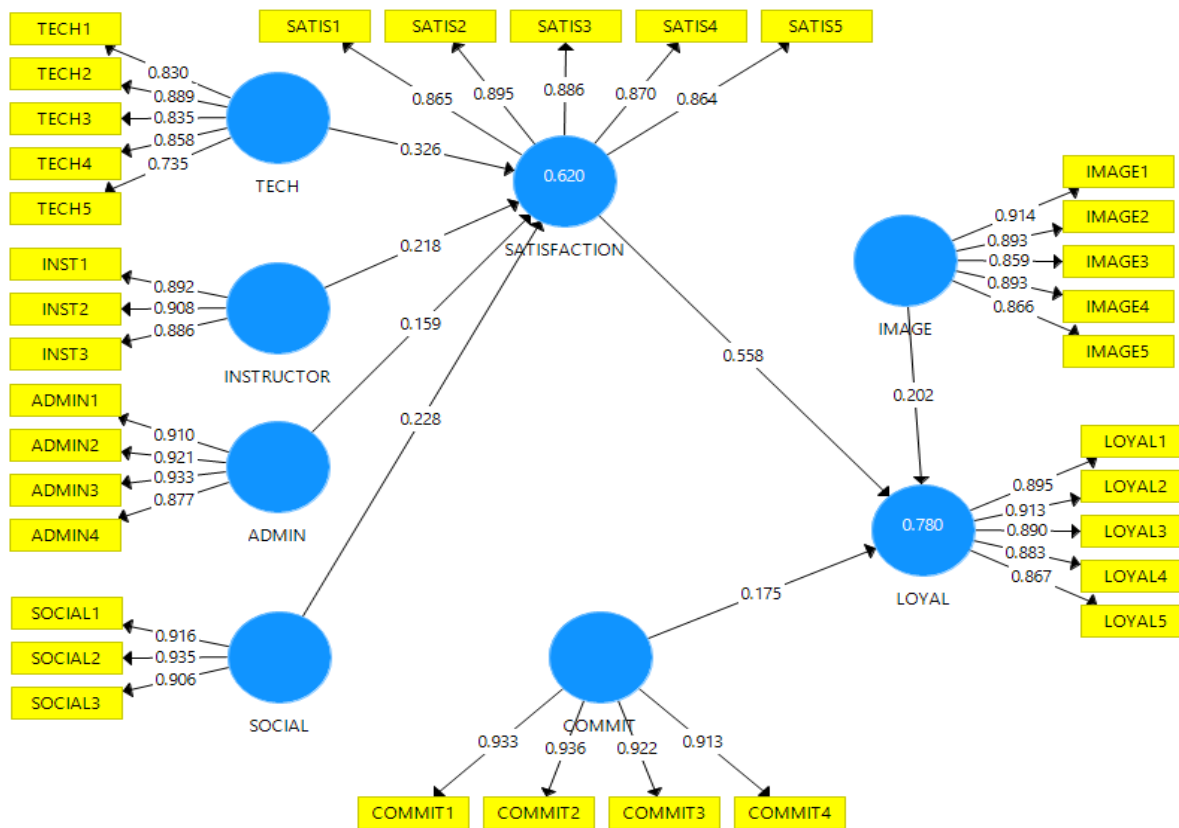 TECH1
TECH2
TECH3
TECH4
TECH5
0.830
0.889
0.835
0.858
0.735
TECH
SATIS1
SATIS2
SATIS3
SATIS4
SATIS5
0.865
0.895
0.886
0.870
0.864
0.326
0.620
SATISFACTION
INST1
INST2
INST3
0.892
0.908
0.886
INSTRUCTOR
0.218
ADMIN1
ADMIN2
ADMIN3
ADMIN4
0.910
0.921
0.933
0.877
ADMIN
0.159
SOCIAL1
SOCIAL2
SOCIAL3
0.916
0.935
0.906
SOCIAL
0.228
0.558
IMAGE1
IMAGE2
IMAGE3
IMAGE4
IMAGE5
0.914
0.893
0.859
0.893
0.866
IMAGE
0.202
LOYAL1
LOYAL2
LOYAL3
LOYAL4
LOYAL5
0.895
0.913
0.890
0.883
0.867
0.780
LOYAL
0.175
COMMIT
0.933
0.936
0.922
0.913
COMMIT1
COMMIT2
COMMIT3
COMMIT4